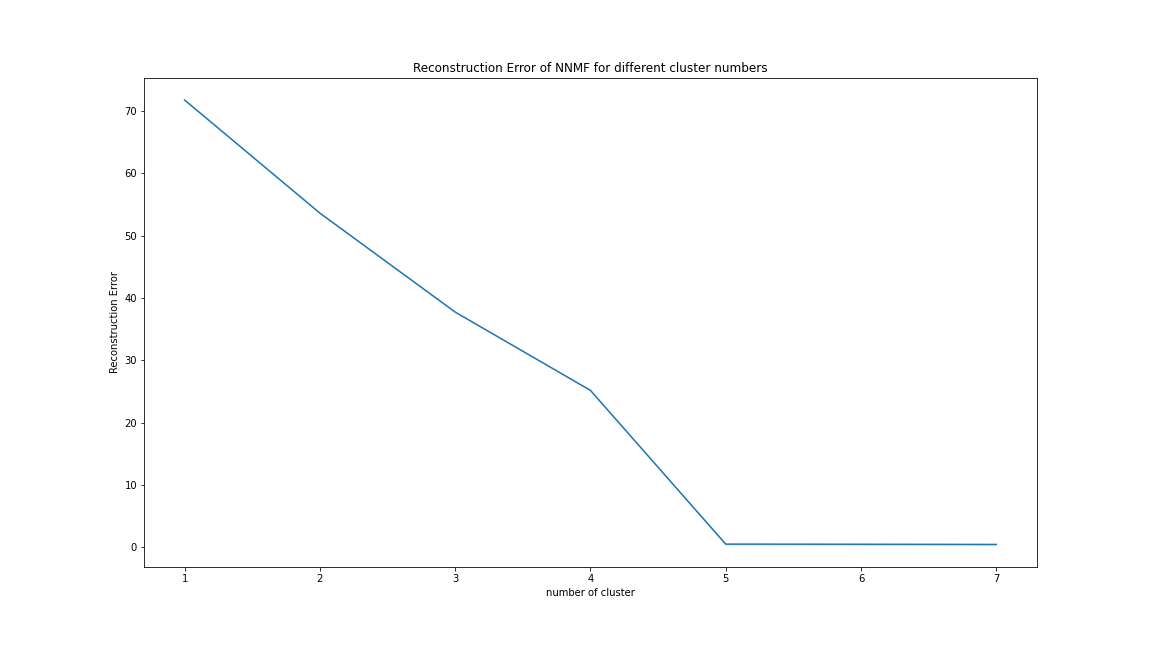 Reconstruction Error of NNMF for different cluster numbers
70
60
50
40
30
20
10
0
Reconstruction Error
1 2 3 4 5 6 7
number of cluster